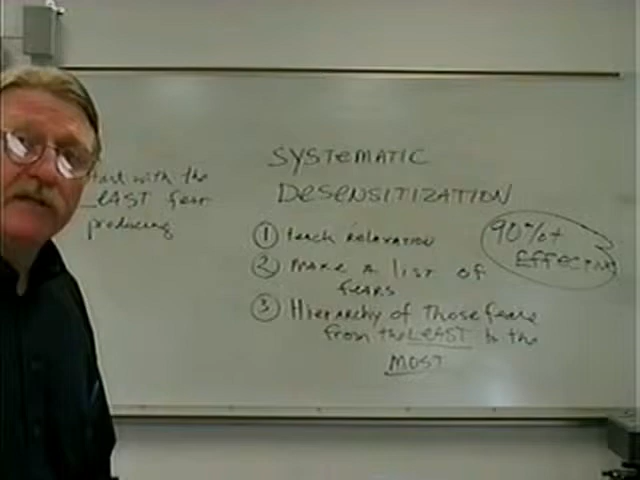 start with the
LEAST fear
producing
SYSTEMATIC
DESENSITIZATION
① teach RELAXATION
② MAKE A LIST OF
FEARS
③ HIERARCHY OF THOSE FEARS
from the LEAST to the
MOST
90%+
EFFECTIVE